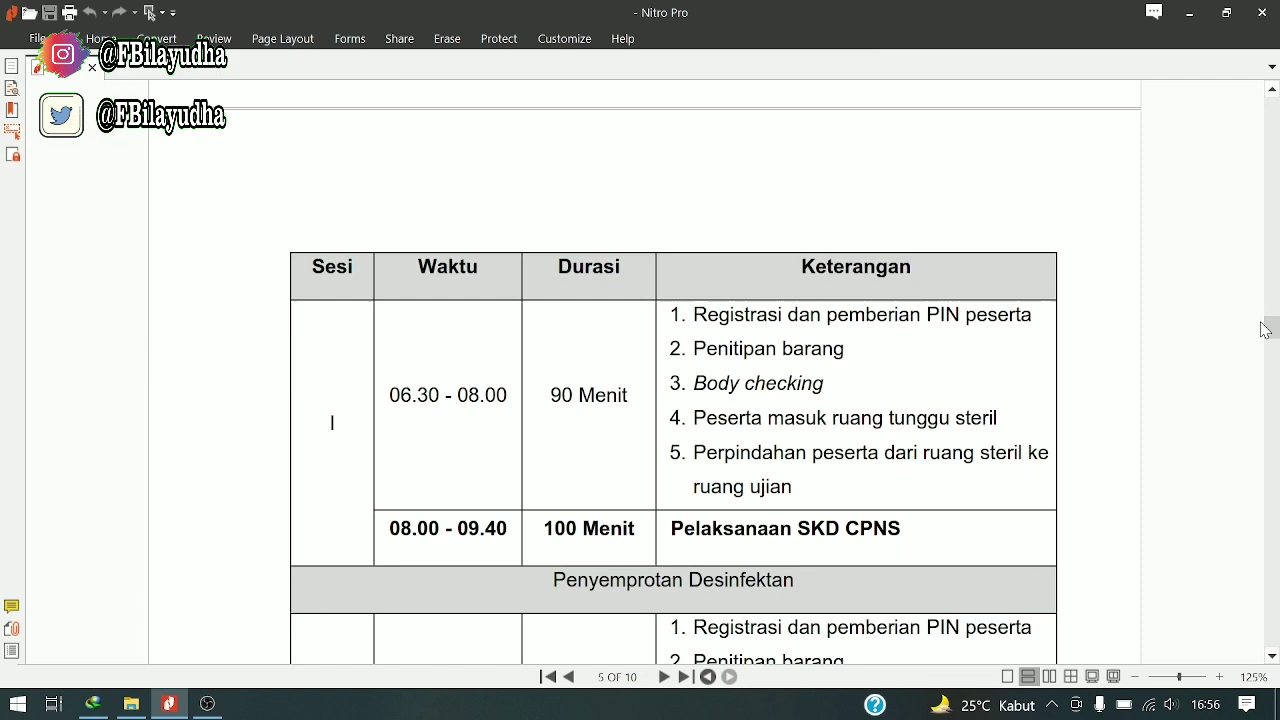 - Nitro Pro
Home Convert Review Page Layout Forms Share Erase Protect Customize Help
@FBilayudha
@FBilayudha
Sesi Waktu Durasi Keterangan
I
06.30 - 08.00
90 Menit
1. Registrasi dan pemberian PIN peserta
2. Penitipan barang
3. Body checking
4. Peserta masuk ruang tunggu steril
5. Perpindahan peserta dari ruang steril ke
ruang ujian
08.00 - 09.40 100 Menit Pelaksanaan SKD CPNS
Penyemprotan Desinfektan
1. Registrasi dan pemberian PIN peserta
2. Penitipan barang
5 OF 10
125%
25°C Kabut
16:56